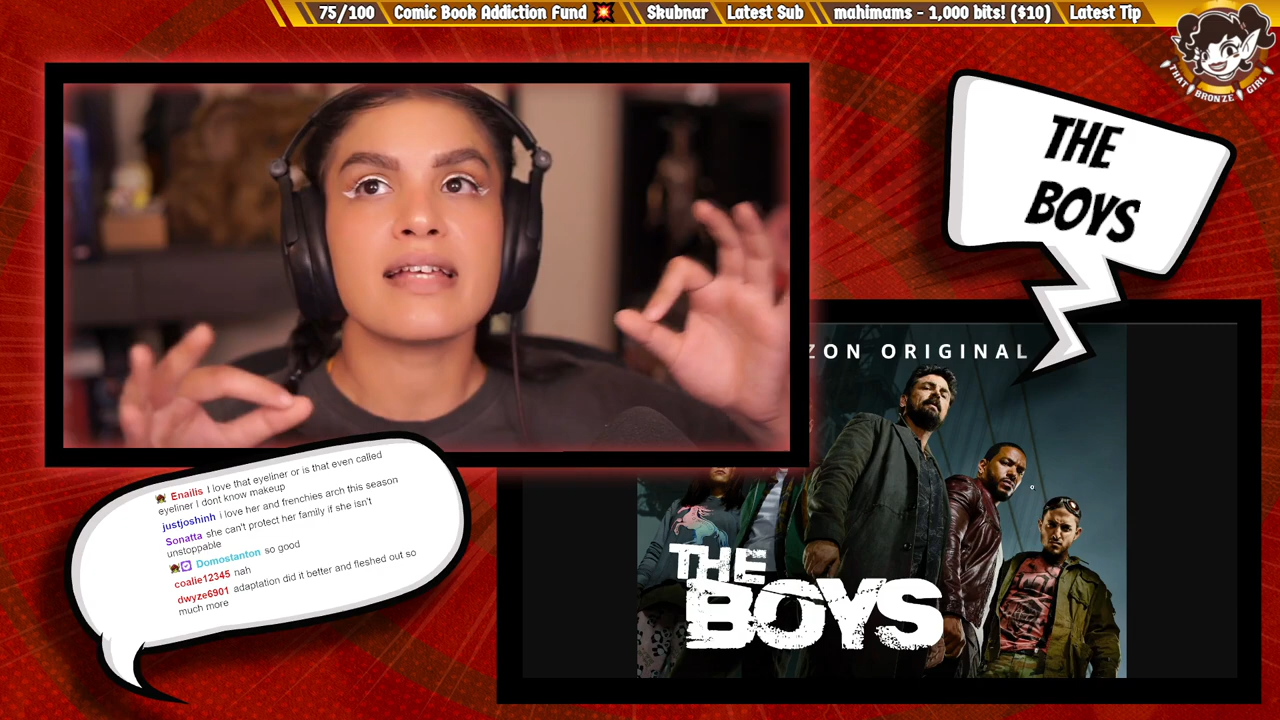 75/100 Comic Book Addiction Fund Skubnar Latest Sub mahimams - 1,000 bits! ($10) Latest Tip
THAT BRONZE GIRL
THE
BOYS
ZON ORIGINAL
Enailis I love that eyeliner or is that even called
eyeliner I dont know makeup
justjoshinh i love her and frenchies arch this season
Sonatta she can't protect her family if she isn't
unstoppable
Domostanton so good
coalie12345 nah
dwyze6901 adaptation did it better and fleshed out so
much more
THE
BOYS